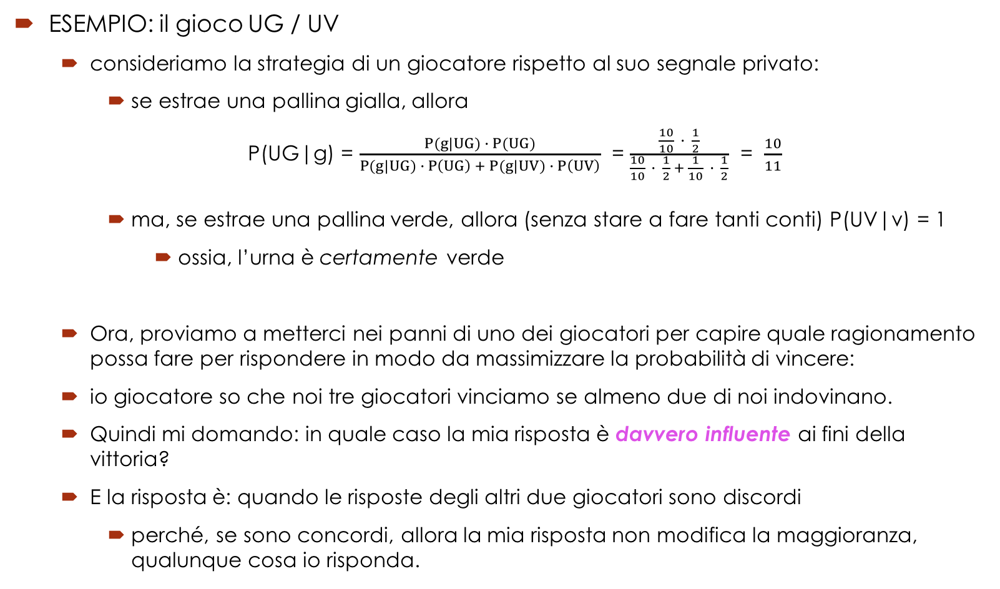 ESEMPIO: il gioco UG / UV
consideriamo la strategia di un giocatore rispetto al suo segnale privato:
se estrae una pallina gialla, allora
P(UG|g) = \frac{P(g|UG) · P(UG)}{P(g|UG) · P(UG) + P(g|UV) · P(UV)} = \frac{\frac{10}{10} · \frac{1}{2}}{\frac{10}{10} · \frac{1}{2} + \frac{1}{10} · \frac{1}{2}} = \frac{10}{11}
ma, se estrae una pallina verde, allora (senza stare a fare tanti conti) P(UV|v) = 1
ossia, l’urna è certamente verde
Ora, proviamo a metterci nei panni di uno dei giocatori per capire quale ragionamento
possa fare per rispondere in modo da massimizzare la probabilità di vincere:
io giocatore so che noi tre giocatori vinciamo se almeno due di noi indovinano.
Quindi mi domando: in quale caso la mia risposta è davvero influente ai fini della
vittoria?
E la risposta è: quando le risposte degli altri due giocatori sono discordi
perché, se sono concordi, allora la mia risposta non modifica la maggioranza,
qualunque cosa io risponda.